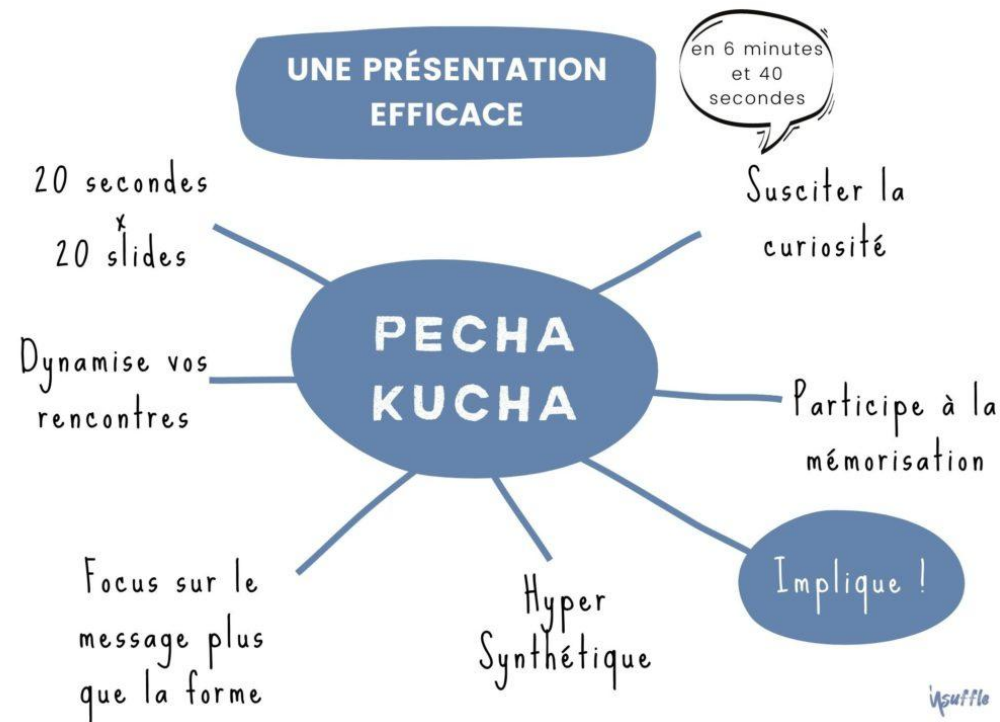 UNE PRÉSENTATION
EFFICACE
en 6 minutes
et 40
secondes
20 secondes
x
20 slides
Susciter la
curiosité
PECHA
KUCHA
Dynamise vos
rencontres
Participe à la
mémorisation
Focus sur le
message plus
que la forme
Hyper
Synthétique
Implique !
insuffle